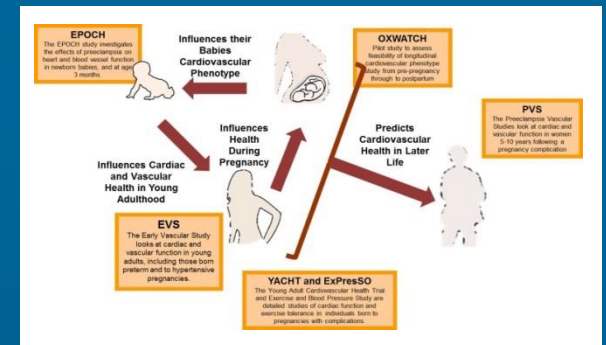 EPOCH
The EPOCH study investigates
the effects of preeclampsia on
heart and blood vessel function
in newborn babies, and at aged
3 months.
Influences their
Babies
Cardiovascular
Phenotype
OXWATCH
Pilot study to assess
feasibility of longitudinal
cardiovascular phenotype
study from pre-pregnancy
through to postpartum
PVS
The Preeclampsia Vascular
Studies look at cardiac and
vascular function in women
5-10 years following a
pregnancy complication
Influences
Health
During
Pregnancy
Predicts
Cardiovascular
Health in Later
Life
Influences Cardiac
and Vascular
Health in Young
Adulthood
EVS
The Early Vascular Study
looks at cardiac and
vascular function in young
adults, including those born
preterm and to hypertensive
pregnancies.
YACHT and ExPresSO
The Young Adult Cardiovascular Health Trial
and Exercise and Blood Pressure Study are
detailed studies of cardiac function and
exercise tolerance in individuals born to
pregnancies with complications.